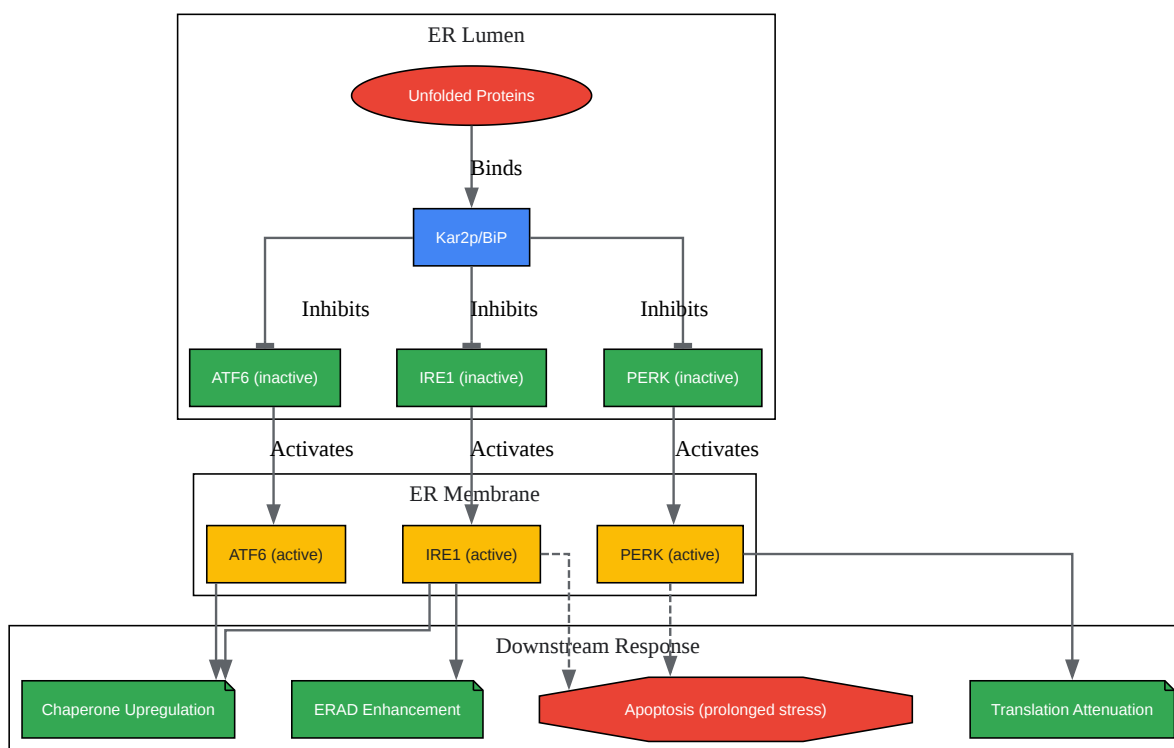 ER Lumen
Unfolded Proteins
Binds
Kar2p/BiP
Inhibits
Inhibits
Inhibits
ATF6 (inactive)
IRE1 (inactive)
PERK (inactive)
Activates
Activates
Activates
ER Membrane
ATF6 (active)
IRE1 (active)
PERK (active)
Downstream Response
Chaperone Upregulation
ERAD Enhancement
Apoptosis (prolonged stress)
Translation Attenuation